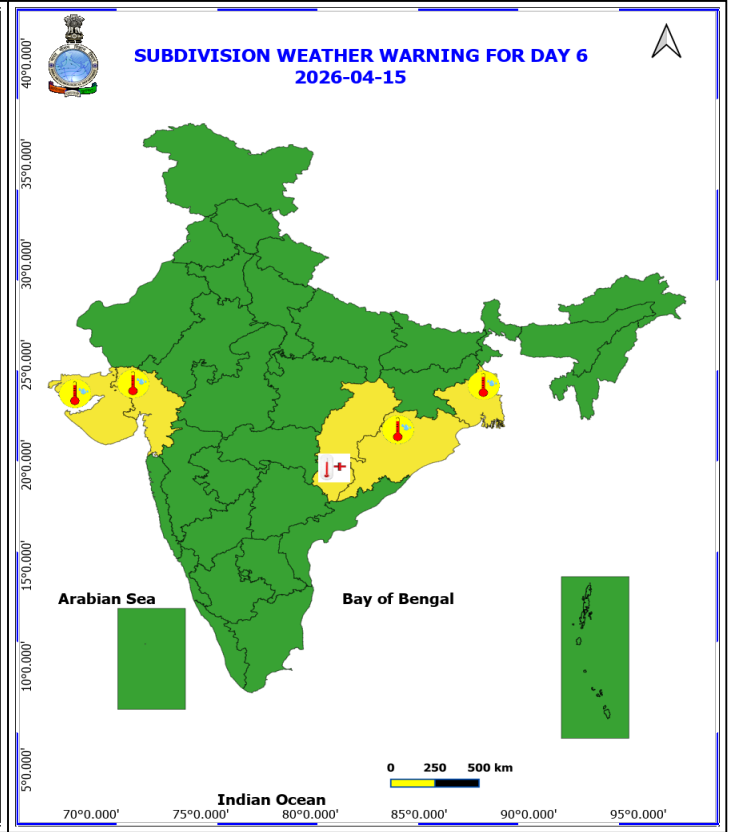 SUBDIVISION WEATHER WARNING FOR DAY 6
2026-04-15
40°0.000'
35°0.000'
30°0.000'
25°0.000'
20°0.000'
15°0.000'
10°0.000'
5°0.000'
Arabian Sea
Bay of Bengal
0 250 500 km
Indian Ocean
70°0.000' 75°0.000' 80°0.000' 85°0.000' 90°0.000' 95°0.000'